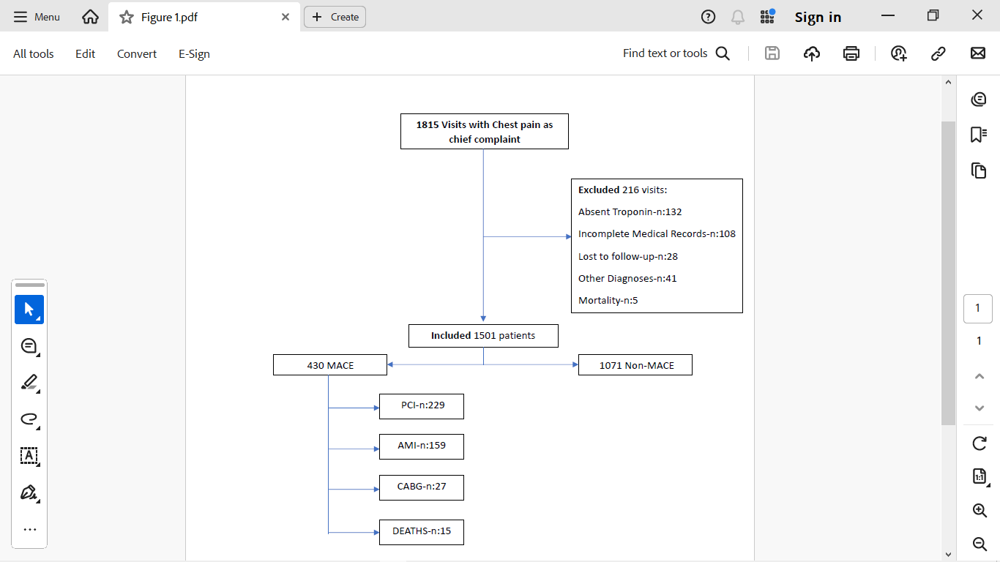 Menu
Figure 1.pdf
Create
Sign in
All tools
Edit
Convert
E-Sign
Find text or tools
1815 Visits with Chest pain as
chief complaint
Excluded 216 visits:
Absent Troponin-n:132
Incomplete Medical Records-n:108
Lost to follow-up-n:28
Other Diagnoses-n:41
Mortality-n:5
Included 1501 patients
430 MACE
1071 Non-MACE
PCI-n:229
AMI-n:159
CABG-n:27
DEATHS-n:15
A
1
1
1:1